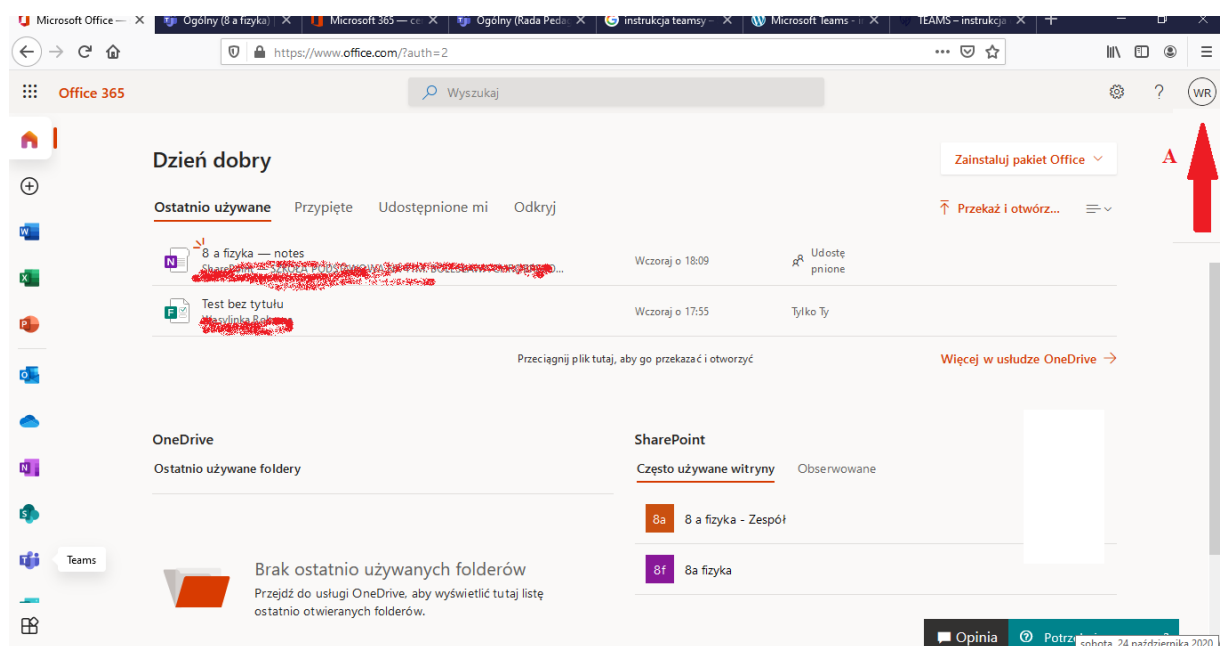 Microsoft Office —
Ogólny (8 a fizyka)
Microsoft 365 — ce
Ogólny (Rada Peda
instrukcja teamsy –
Microsoft Teams - i
TEAMS – instrukcja
https://www.office.com/?auth=2
Office 365
Wyszukaj
WR
Dzień dobry
Zainstaluj pakiet Office
A
Ostatnio używane Przypięte Udostępnione mi Odkryj
Przekaż i otwórz...
8 a fizyka — notes
Wczoraj o 18:09
Udostę
pnione
Test bez tytułu
Wczoraj o 17:55
Tylko Ty
Przeciągnij plik tutaj, aby go przekazać i otworzyć
Więcej w usłudze OneDrive
OneDrive
SharePoint
Ostatnio używane foldery
Często używane witryny Obserwowane
8a 8 a fizyka - Zespół
Teams
8f 8a fizyka
Brak ostatnio używanych folderów
Przejdź do usługi OneDrive, aby wyświetlić tutaj listę
ostatnio otwieranych folderów.
Opinia
sobota, 24 października 2020